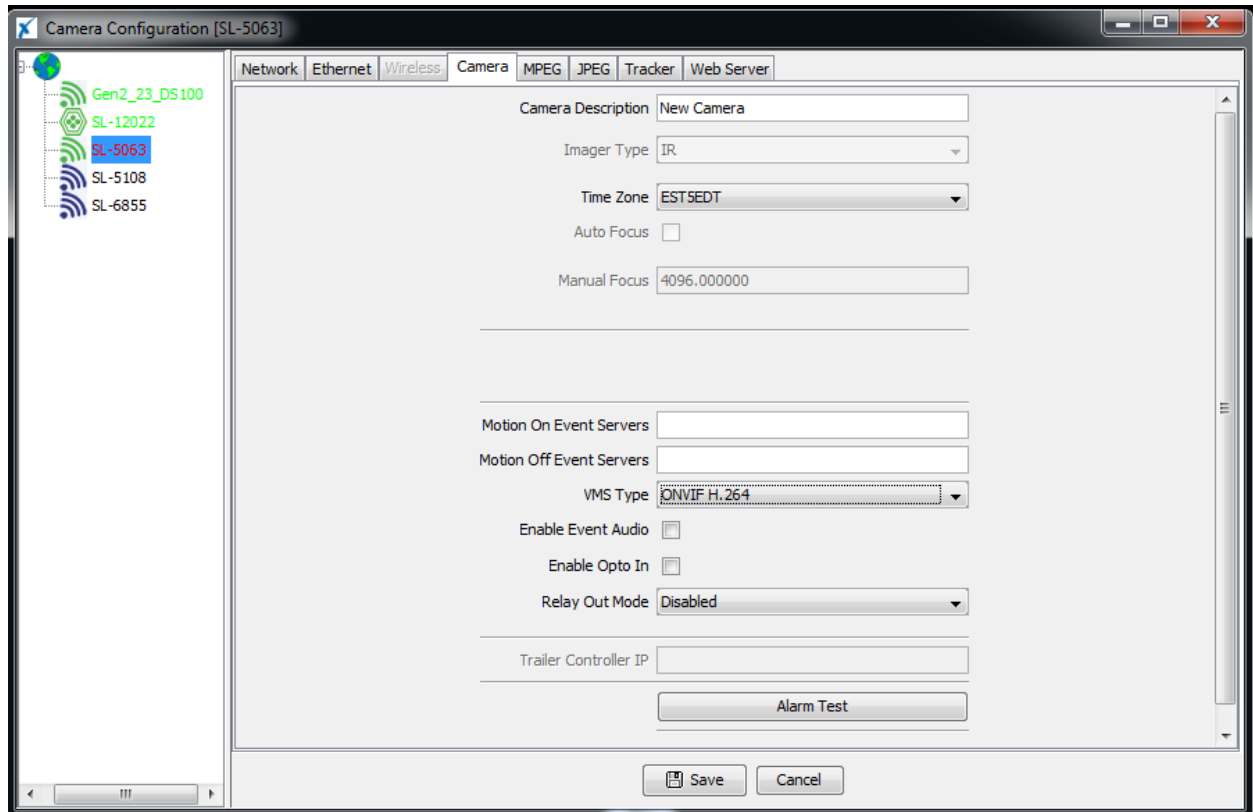 Camera Configuration [SL-5063]
Gen2_23_DS100
SL-12022
SL-5063
SL-5108
SL-6855
Network Ethernet Wireless Camera MPEG JPEG Tracker Web Server
Camera Description New Camera
Imager Type IR
Time Zone EST5EDT
Auto Focus
Manual Focus 4096.000000
Motion On Event Servers
Motion Off Event Servers
VMS Type ONVIF H.264
Enable Event Audio
Enable Opto In
Relay Out Mode Disabled
Trailer Controller IP
Alarm Test
Save Cancel